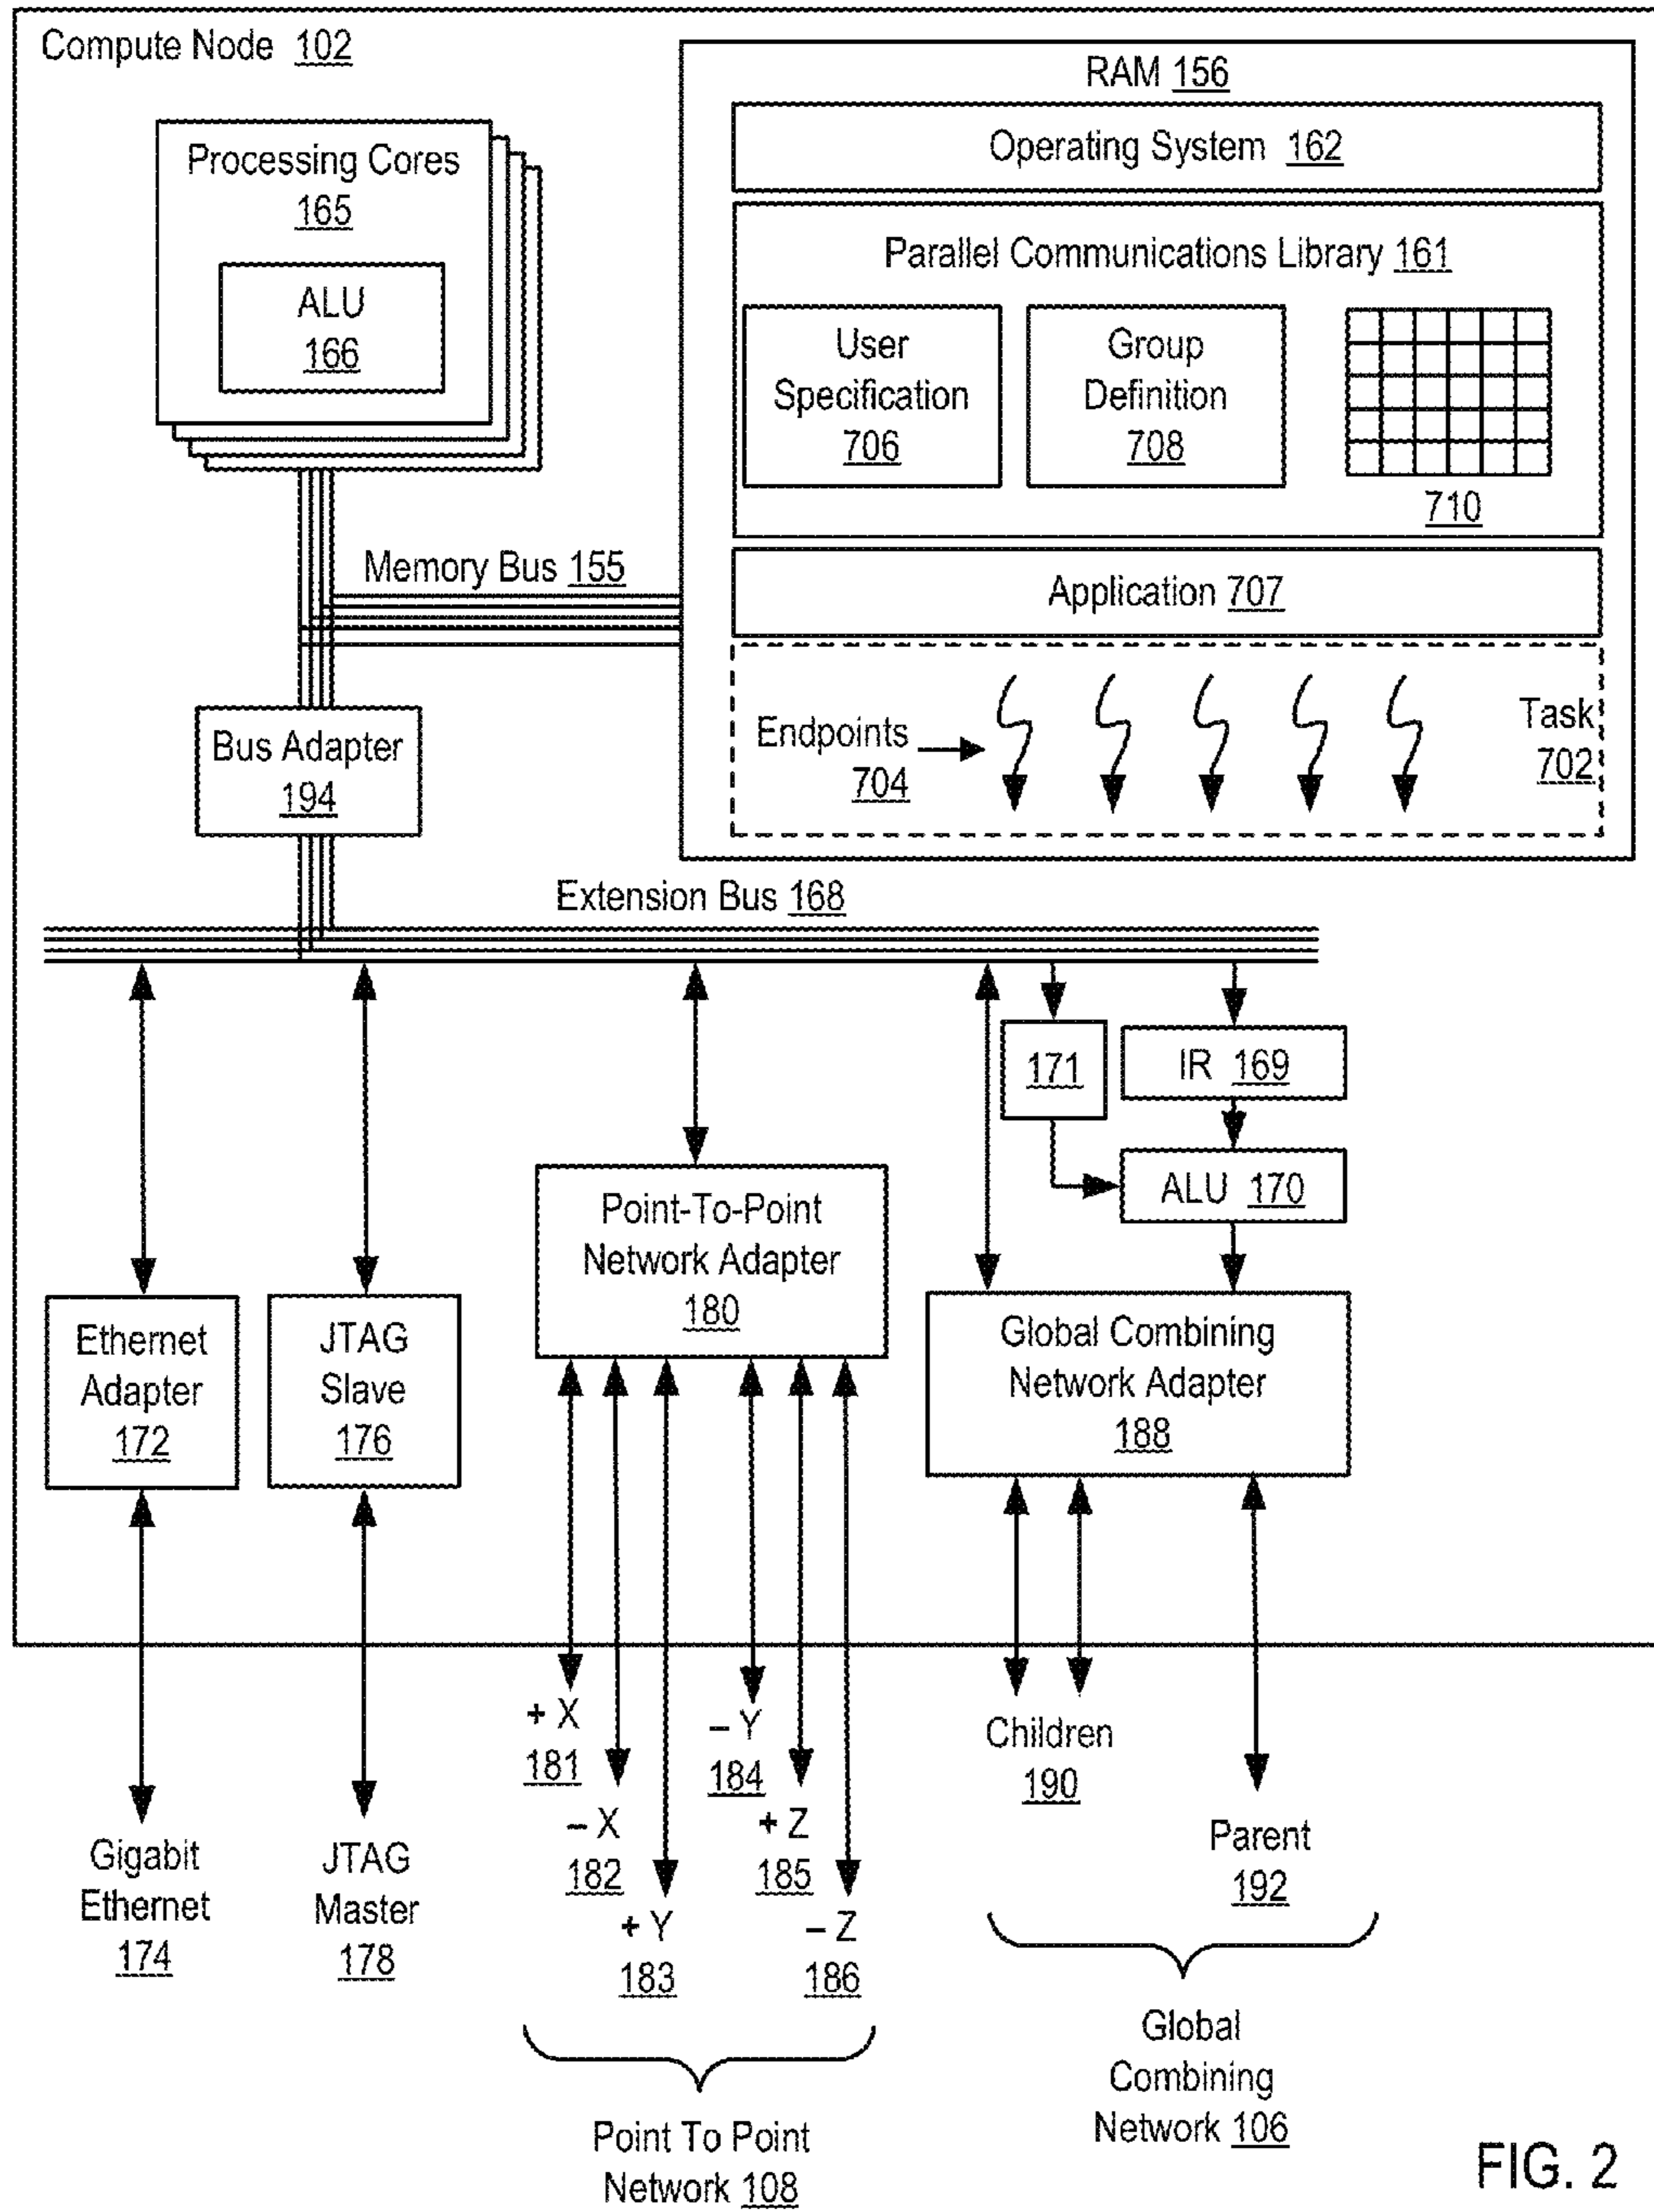 Compute Node 102
Processing Cores
165
ALU
166
RAM 156
Operating System 162
Parallel Communications Library 161
User
Specification
706
Group
Definition
708
710
Memory Bus 155
Application 707
Endpoints
704
Task
702
Bus Adapter
194
Extension Bus 168
171
IR 169
ALU 170
Point-To-Point
Network Adapter
180
Ethernet
Adapter
172
JTAG
Slave
176
Global Combining
Network Adapter
188
+ X
181
– X
182
+ Y
183
– Y
184
+ Z
185
– Z
186
Children
190
Parent
192
Gigabit
Ethernet
174
JTAG
Master
178
Point To Point
Network 108
Global
Combining
Network 106
FIG. 2